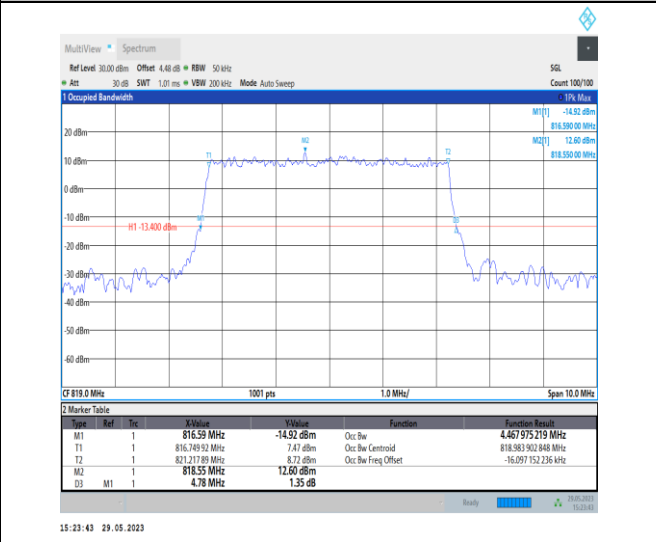 MultiView Spectrum
Ref Level 30.00 dBm Offset 4.48 dB RBW 50 kHz SGL
Att 30 dB SWT 1.01 ms VBW 200 kHz Mode Auto Sweep Count 100/100
1 Occupied Bandwidth 1Pk Max
M1[1] -14.92 dBm
816.590 00 MHz
M2[1] 12.60 dBm
818.550 00 MHz
20 dBm
M2
T1 T2
10 dBm
0 dBm
-10 dBm
M1 D3
H1 -13.400 dBm
-20 dBm
-30 dBm
-40 dBm
-50 dBm
-60 dBm
CF 819.0 MHz 1001 pts 1.0 MHz/ Span 10.0 MHz
2 Marker Table
Type Ref Trc X-Value Y-Value Function Function Result
M1 1 816.59 MHz -14.92 dBm Occ Bw 4.467 975 219 MHz
T1 1 816.749 92 MHz 7.47 dBm Occ Bw Centroid 818.983 902 848 MHz
T2 1 821.217 89 MHz 8.72 dBm Occ Bw Freq Offset -16.097 152 236 kHz
M2 1 818.55 MHz 12.60 dBm
D3 M1 1 4.78 MHz 1.35 dB
Ready 29.05.2023
15:23:43
15:23:43 29.05.2023